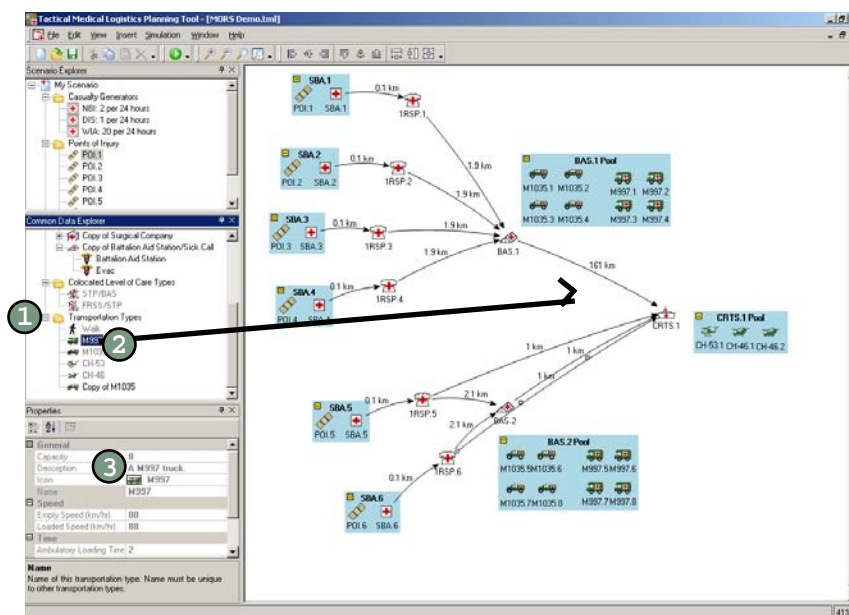 Tactical Medical Logistics Planning Tool - [MORS Demo.tml]
File Edit View Insert Simulation Window Help
Scenario Explorer
My Scenario
Casualty Generators
NBI: 2 per 24 hours
DIS: 1 per 24 hours
WIA: 20 per 24 hours
Points of Injury
POI.1
POI.2
POI.3
POI.4
POI.5
Common Data Explorer
Copy of Surgical Company
Copy of Battalion Aid Station/Sick Call
Battalion Aid Station
Evac
Colocated Level of Care Types
STP/BAS
FRSS/STP
1
Transportation Types
Walk
M997
2
M1035
CH-53
CH-46
Copy of M1035
Properties
General
Capacity 8
Description A M997 truck.
3
Icon M997
Name M997
Speed
Empty Speed (km/hr) 88
Loaded Speed (km/hr) 88
Time
Ambulatory Loading Time 2
Name
Name of this transportation type. Name must be unique
to other transportation types.
SBA.1
POI.1 SBA.1
0.1 km
1RSP.1
1.9 km
SBA.2
POI.2 SBA.2
0.1 km
1RSP.2
1.9 km
SBA.3
POI.3 SBA.3
0.1 km
1RSP.3
1.9 km
SBA.4
POI.4 SBA.4
0.1 km
1RSP.4
1.9 km
BAS.1
BAS.1 Pool
M1035.1 M1035.2 M997.1 M997.2
M1035.3 M1035.4 M997.3 M997.4
161 km
CRTS.1
CRTS.1 Pool
CH-53.1 CH-46.1 CH-46.2
1 km
1 km
1 km
SBA.5
POI.5 SBA.5
0.1 km
1RSP.5
2.1 km
BAS.2
2.1 km
1RSP.6
0.1 km
SBA.6
POI.6 SBA.6
BAS.2 Pool
M1035.5 M1035.6 M997.5 M997.6
M1035.7 M1035.8 M997.7 M997.8